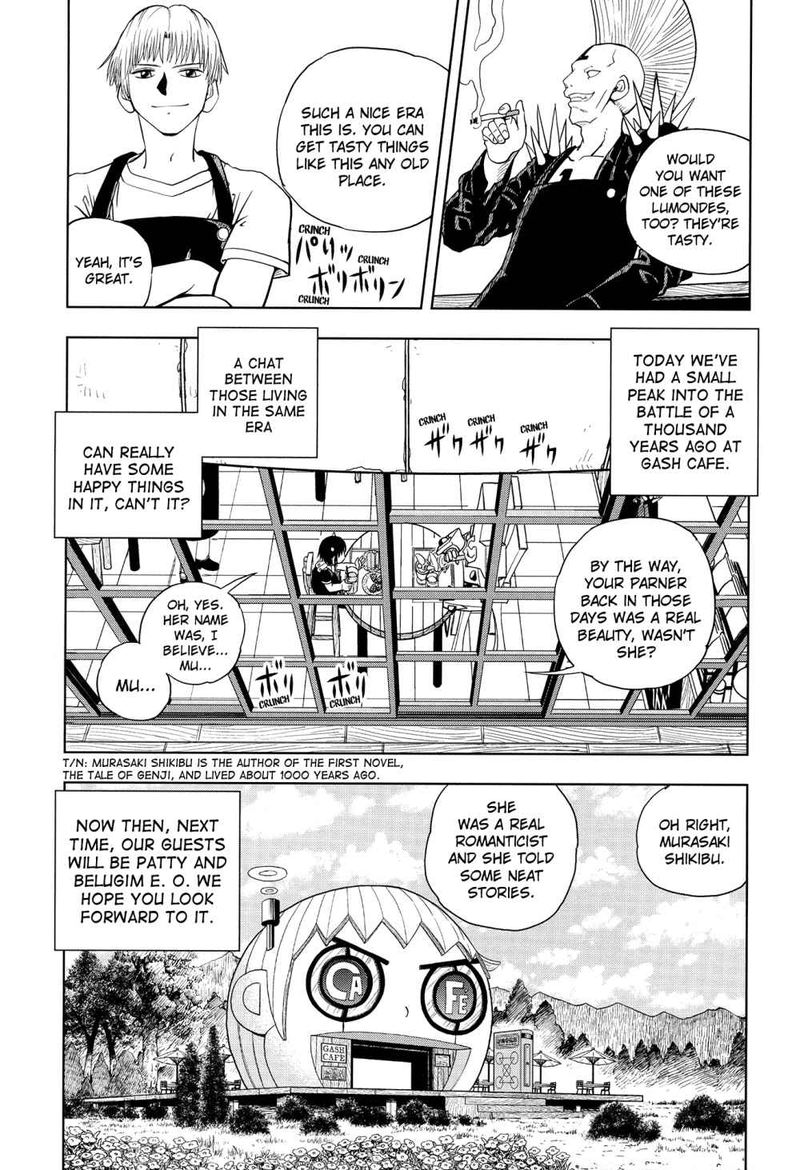 WOULD
YOU WANT
ONE OF THESE
LUMONDES,
TOO? THEY'RE
TASTY.
SUCH A NICE ERA
THIS IS. YOU CAN
GET TASTY THINGS
LIKE THIS ANY OLD
PLACE.
CRUNCH
パリッ
CRUNCH
ボリボリン
CRUNCH
YEAH, IT'S
GREAT.
TODAY WE'VE
HAD A SMALL
PEAK INTO THE
BATTLE OF A
THOUSAND
YEARS AGO AT
GASH CAFE.
A CHAT
BETWEEN
THOSE LIVING
IN THE SAME
ERA
CAN REALLY
HAVE SOME
HAPPY THINGS
IN IT, CAN'T IT?
CRUNCH
CRUNCH
CRUNCH
ザク ザク ザク
BY THE WAY,
YOUR PARNER
BACK IN THOSE
DAYS WAS A REAL
BEAUTY, WASN'T
SHE?
OH, YES.
HER NAME
WAS, I
BELIEVE...
MU...
MU...
ボリ
CRUNCH
ボリ
CRUNCH
T/N: MURASAKI SHIKIBU IS THE AUTHOR OF THE FIRST NOVEL,
THE TALE OF GENJI, AND LIVED ABOUT 1000 YEARS AGO.
OH RIGHT,
MURASAKI
SHIKIBU.
SHE
WAS A REAL
ROMANTICIST
AND SHE TOLD
SOME NEAT
STORIES.
NOW THEN, NEXT
TIME, OUR GUESTS
WILL BE PATTY AND
BELUGIM E. O. WE
HOPE YOU LOOK
FORWARD TO IT.
CA FE
GASH
CAFE